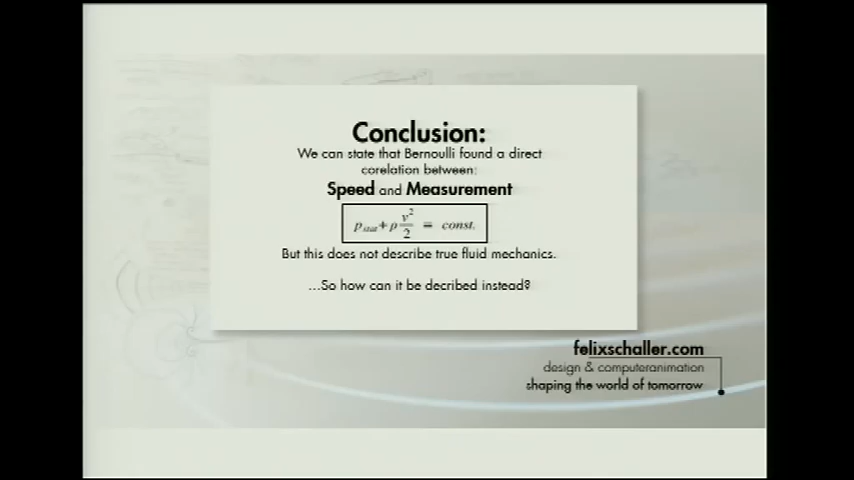 Conclusion:
We can state that Bernoulli found a direct
corelation between:
Speed and Measurement
p_stat + ρ v²/2 = const.
But this does not describe true fluid mechanics.
...So how can it be decribed instead?
felixschaller.com
design & computeranimation
shaping the world of tomorrow